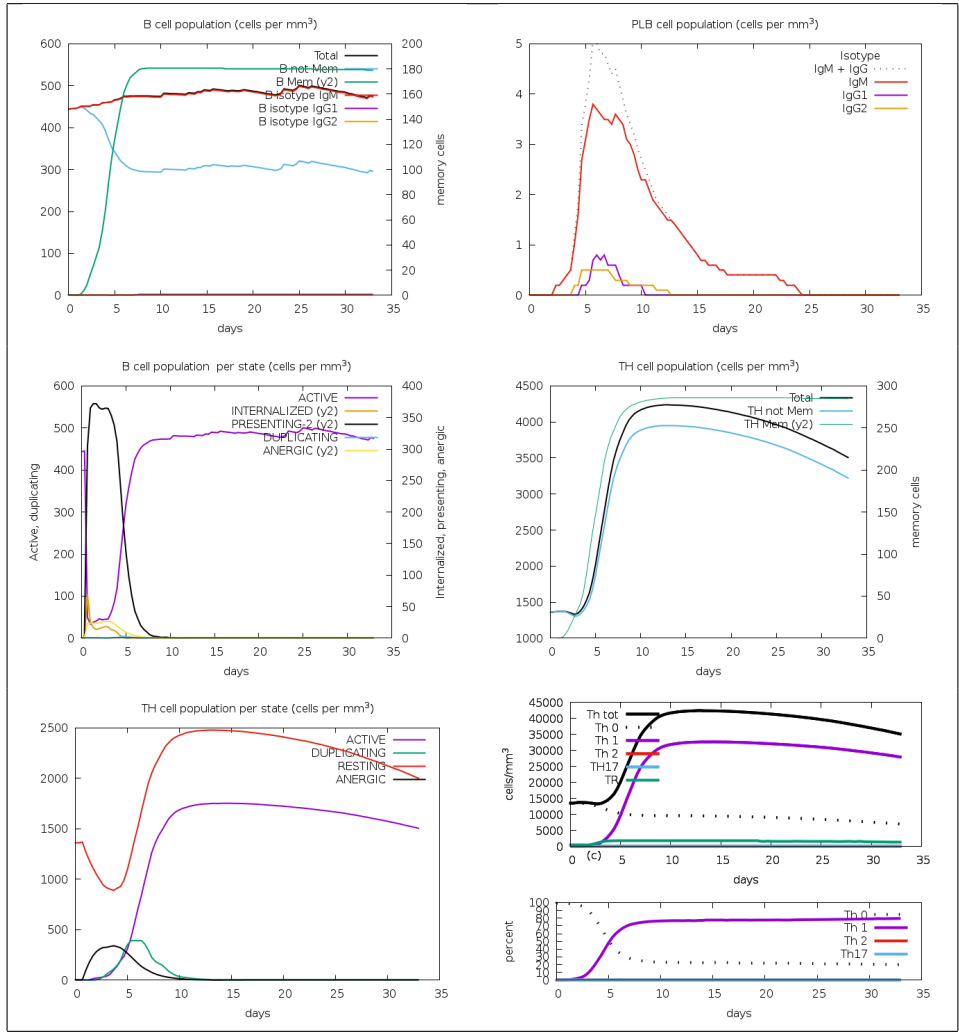 B cell population (cells per mm³)
600
500
400
300
200
100
0
200
180
160
140
120
100
80
60
40
20
0
memory cells
Total
B not Mem
B Mem (y2)
B isotype IgM
B isotype IgG1
B isotype IgG2
0 5 10 15 20 25 30 35
days
PLB cell population (cells per mm³)
5
4
3
2
1
0
Isotype
IgM + IgG
IgM
IgG1
IgG2
0 5 10 15 20 25 30 35
days
B cell population per state (cells per mm³)
Active, duplicating
600
500
400
300
200
100
0
400
350
300
250
200
150
100
50
0
Internalized, presenting, anergic
ACTIVE
INTERNALIZED (y2)
PRESENTING-2 (y2)
DUPLICATING
ANERGIC (y2)
0 5 10 15 20 25 30 35
days
TH cell population (cells per mm³)
4500
4000
3500
3000
2500
2000
1500
1000
300
250
200
150
100
50
0
memory cells
Total
TH not Mem
TH Mem (y2)
0 5 10 15 20 25 30 35
days
TH cell population per state (cells per mm³)
2500
2000
1500
1000
500
0
ACTIVE
DUPLICATING
RESTING
ANERGIC
0 5 10 15 20 25 30 35
days
cells/mm³
45000
40000
35000
30000
25000
20000
15000
10000
5000
0
Th tot
Th 0
Th 1
Th 2
TH17
TR
0 5 10 15 20 25 30 35
(c)
days
percent
100
90
80
70
60
50
40
30
20
10
0
Th 0
Th 1
Th 2
Th17
0 5 10 15 20 25 30 35
days